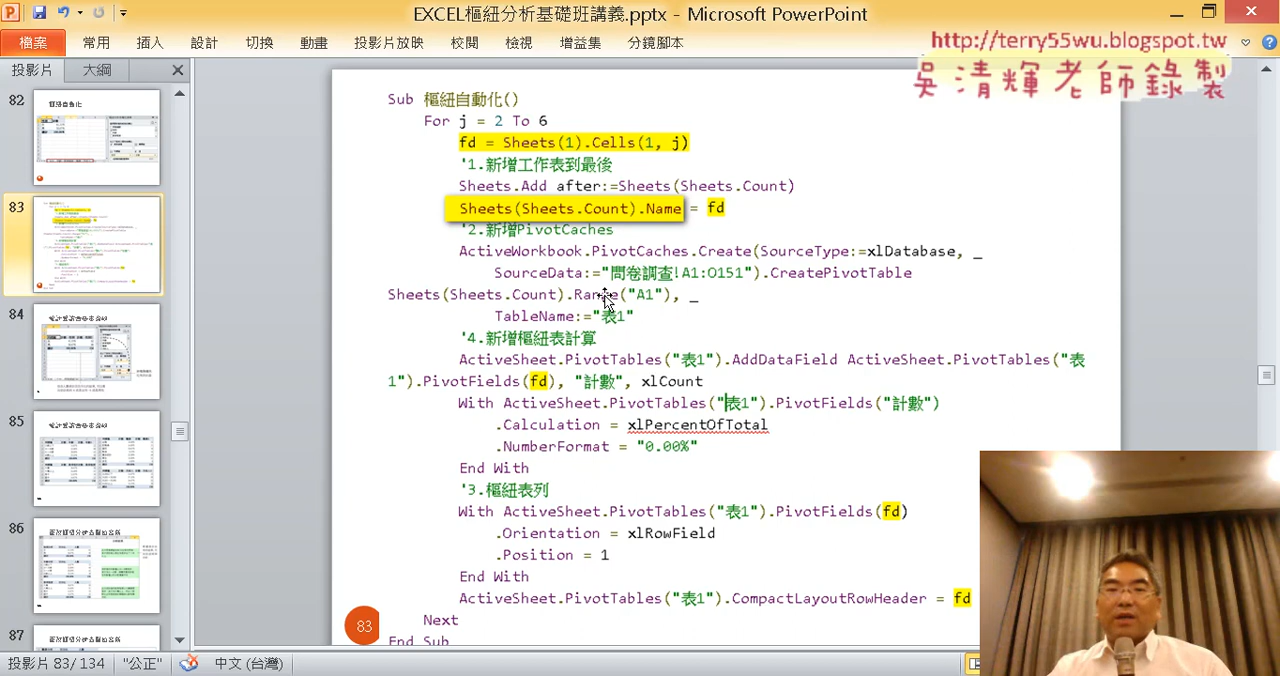 EXCEL樞紐分析基礎班講義.pptx - Microsoft PowerPoint
檔案 常用 插入 設計 切換 動畫 投影片放映 校閱 檢視 增益集 分鏡腳本
http://terry55wu.blogspot.tw
吳清輝老師錄製
投影片 大綱
82
83
84
85
86
87
Sub 樞紐自動化()
For j = 2 To 6
fd = Sheets(1).Cells(1, j)
'1.新增工作表到最後
Sheets.Add after:=Sheets(Sheets.Count)
Sheets(Sheets.Count).Name = fd
'2.新增PivotCaches
ActiveWorkbook.PivotCaches.Create(SourceType:=xlDatabase, _
SourceData:="問卷調查!A1:O151").CreatePivotTable
Sheets(Sheets.Count).Range("A1"), _
TableName:="表1"
'4.新增樞紐表計算
ActiveSheet.PivotTables("表1").AddDataField ActiveSheet.PivotTables("表
1").PivotFields(fd), "計數", xlCount
With ActiveSheet.PivotTables("表1").PivotFields("計數")
.Calculation = xlPercentOfTotal
.NumberFormat = "0.00%"
End With
'3.樞紐表列
With ActiveSheet.PivotTables("表1").PivotFields(fd)
.Orientation = xlRowField
.Position = 1
End With
ActiveSheet.PivotTables("表1").CompactLayoutRowHeader = fd
Next
End Sub
83
投影片 83/134 "公正" 中文 (台灣)